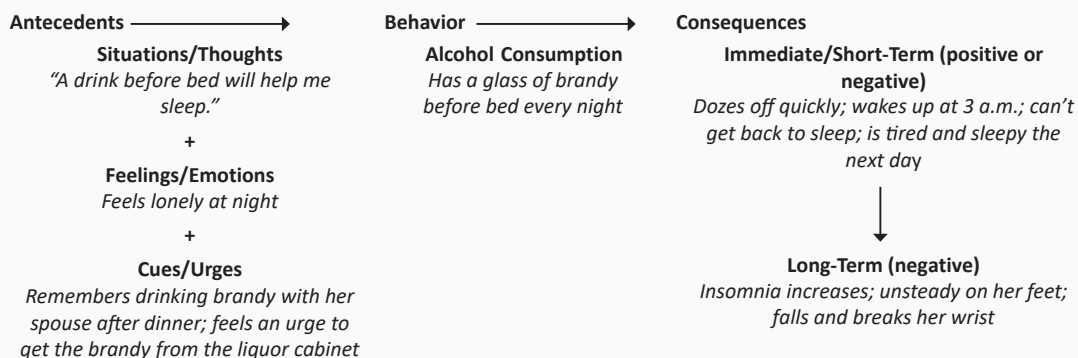 Antecedents
Situations/Thoughts
“A drink before bed will help me
sleep.”
+
Feelings/Emotions
Feels lonely at night
+
Cues/Urges
Remembers drinking brandy with her
spouse after dinner; feels an urge to
get the brandy from the liquor cabinet
Behavior
Alcohol Consumption
Has a glass of brandy
before bed every night
Consequences
Immediate/Short-Term (positive or
negative)
Dozes off quickly; wakes up at 3 a.m.; can’t
get back to sleep; is tired and sleepy the
next day
Long-Term (negative)
Insomnia increases; unsteady on her feet;
falls and breaks her wrist